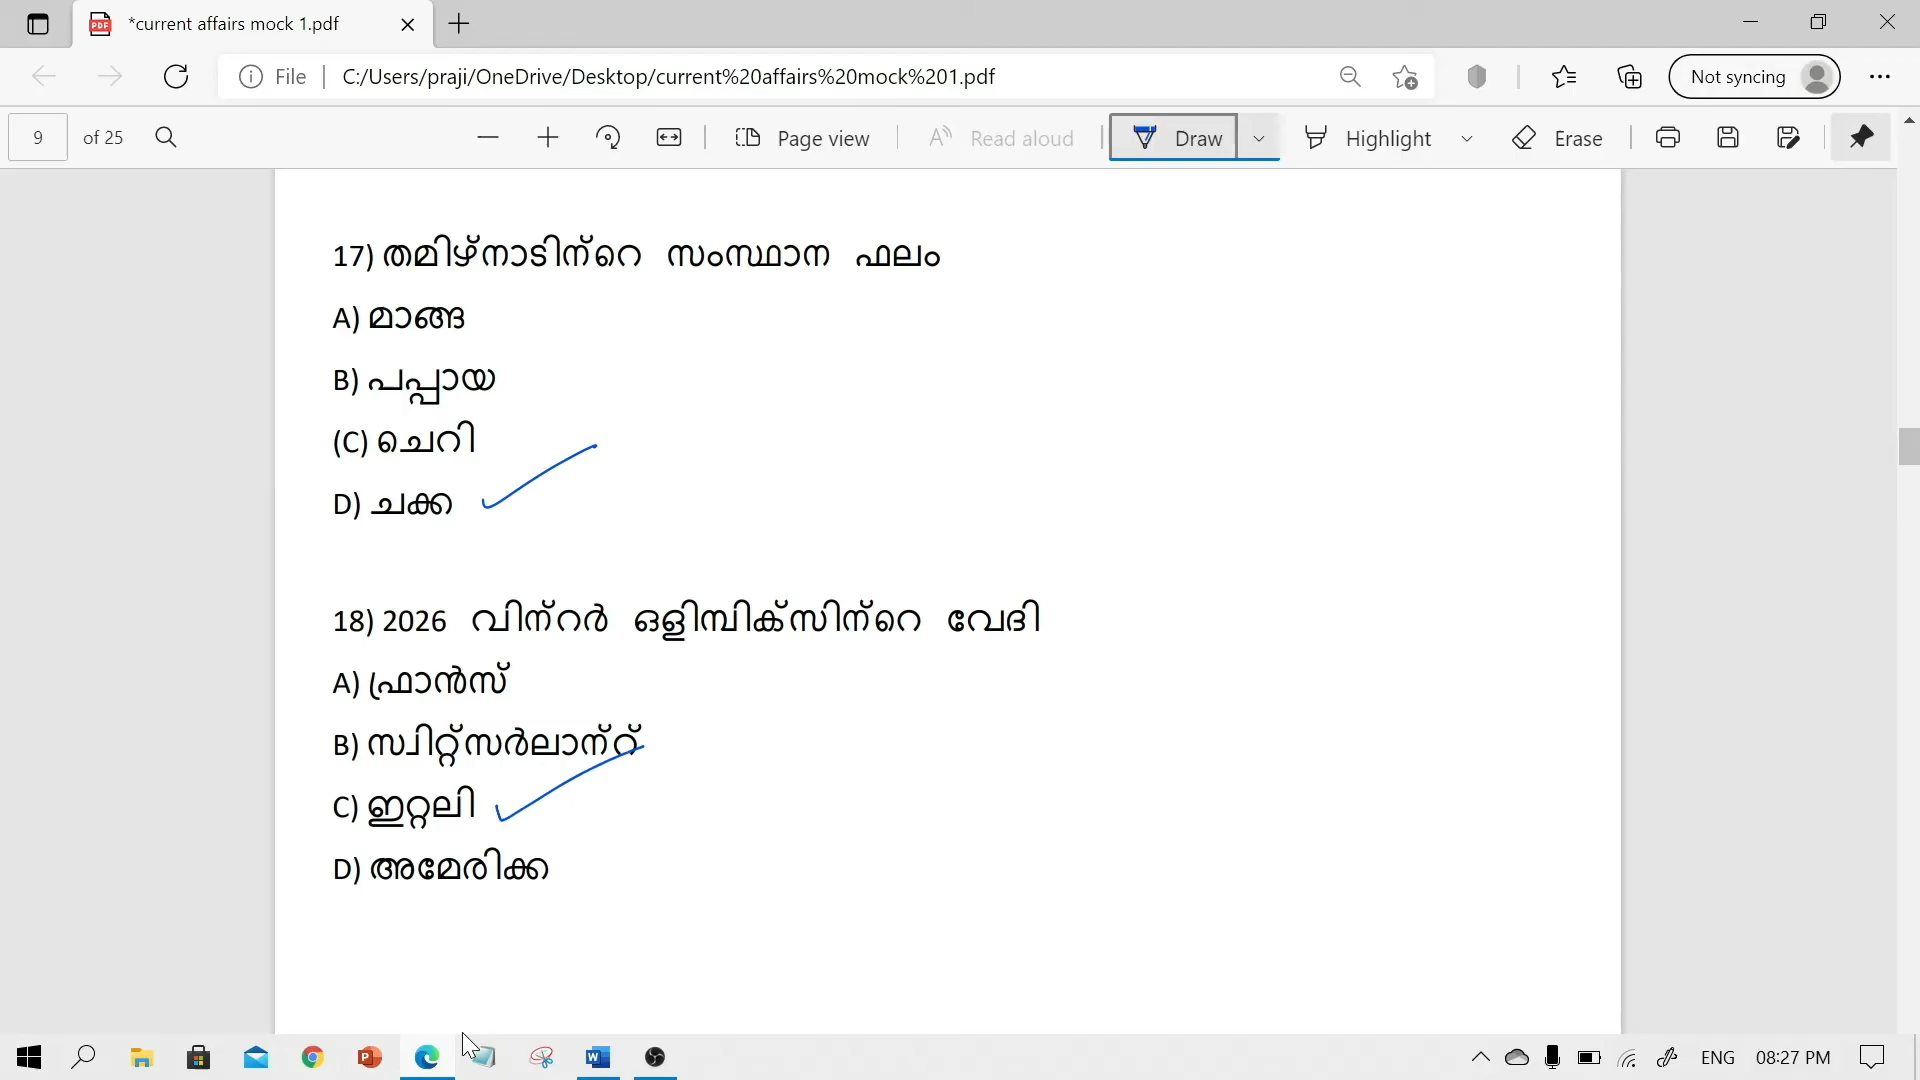 *current affairs mock 1.pdf
File
C:/Users/praji/OneDrive/Desktop/current%20affairs%20mock%201.pdf
Not syncing
9 of 25
Page view
Read aloud
Draw
Highlight
Erase
17) തമിഴ്നാടിന്റെ സംസ്ഥാന ഫലം
A) മാങ്ങ
B) പപ്പായ
(C) ചെറി
D) ചക്ക
18) 2026 വിന്റർ ഒളിമ്പിക്സിന്റെ വേദി
A) ഫ്രാൻസ്
B) സ്വിറ്റ്സർലാന്റ്
C) ഇറ്റലി
D) അമേരിക്ക
ENG 08:27 PM